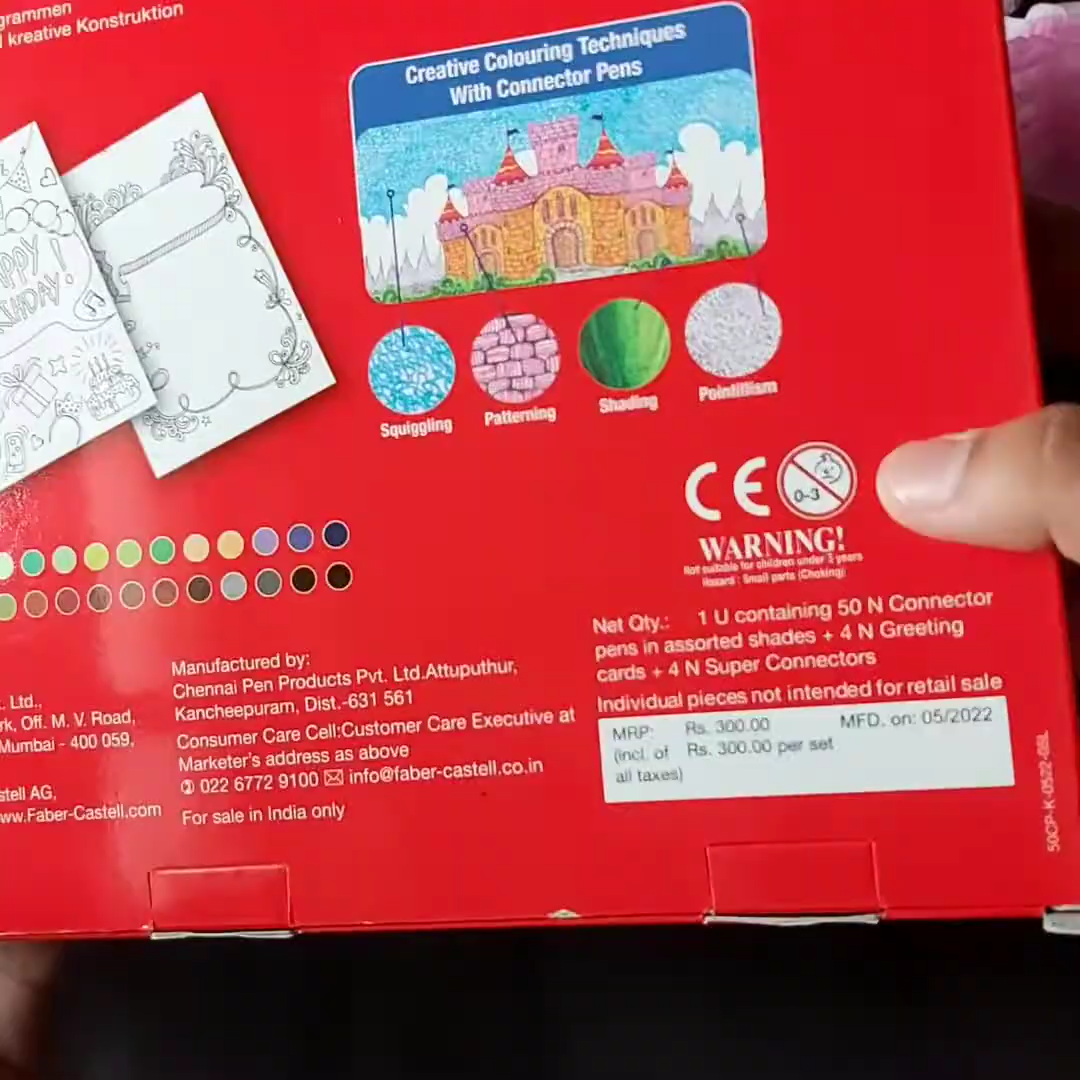 grammen
kreative Konstruktion
Creative Colouring Techniques
With Connector Pens
Squiggling
Patterning
Shading
Pointillism
CE
0-3
WARNING!
Not suitable for children under 3 years
Hazard : Small parts (Choking)
Net Qty.: 1 U containing 50 N Connector
pens in assorted shades + 4 N Greeting
cards + 4 N Super Connectors
Individual pieces not intended for retail sale
MRP: Rs. 300.00 MFD. on: 05/2022
(incl. of Rs. 300.00 per set
all taxes)
Manufactured by:
Chennai Pen Products Pvt. Ltd.Attuputhur,
Kancheepuram, Dist.-631 561
Consumer Care Cell:Customer Care Executive at
Marketer's address as above
022 6772 9100 info@faber-castell.co.in
For sale in India only
Ltd.,
Off. M. V. Road,
Mumbai - 400 059,
stell AG,
ww.Faber-Castell.com
50CP-K-0522-BBL